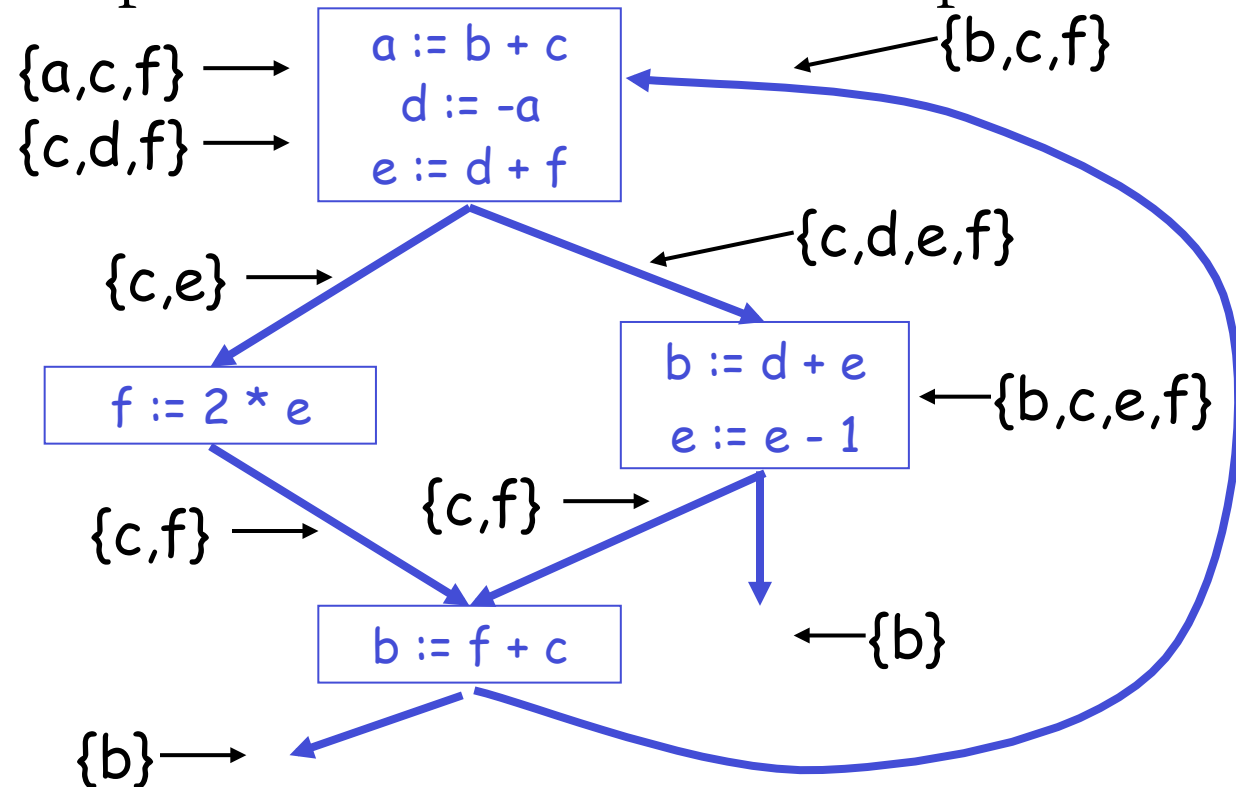 a := b + c
{b,c,f}
{a,c,f}
d := -a
{c,d,f}
e := d + f
{c,d,e,f}
{c,e}
b := d + e
f := 2 * e
{b,c,e,f}
e := e - 1
{c,f}
{c,f}
b := f + c
{b}
{b}